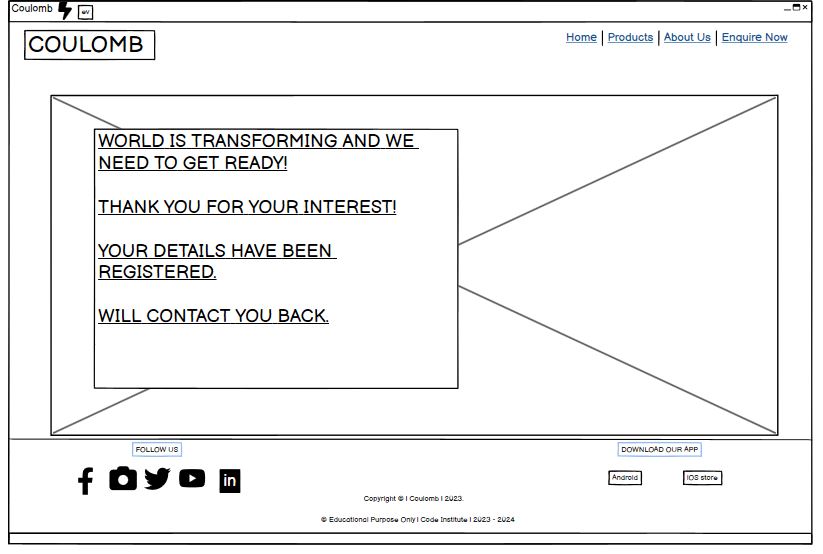 Coulomb
eV
COULOMB
Home | Products | About Us | Enquire Now
WORLD IS TRANSFORMING AND WE
NEED TO GET READY!
THANK YOU FOR YOUR INTEREST!
YOUR DETAILS HAVE BEEN
REGISTERED.
WILL CONTACT YOU BACK.
FOLLOW US
DOWNLOAD OUR APP
in
Android
IOS store
Copyright © | Coulomb | 2023.
© Educational Purpose Only | Code Institute | 2023 - 2024